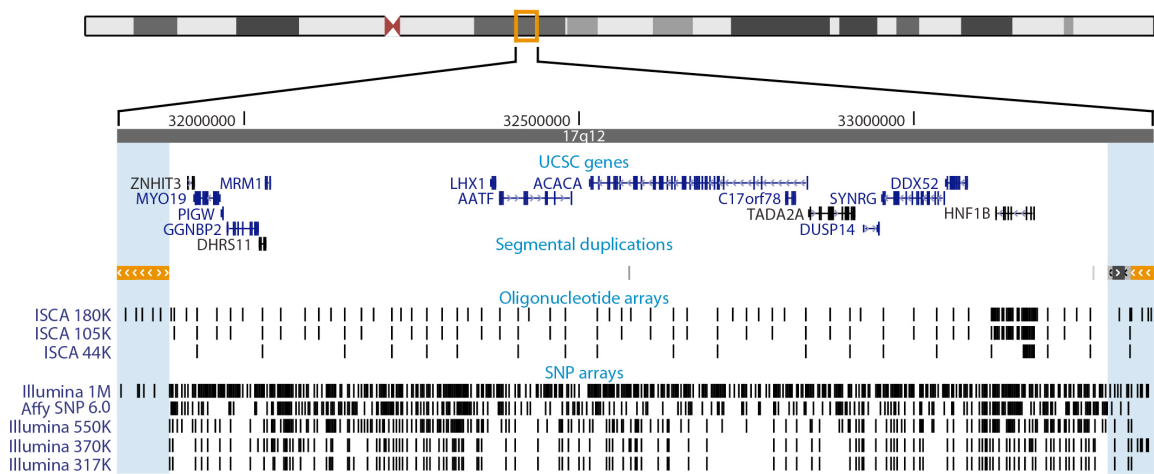 32000000 32500000 33000000
17q12
UCSC genes
ZNHIT3 MRM1 LHX1 ACACA DDX52
MYO19 AATF C17orf78 SYNRG
PIGW TADA2A HNF1B
GGNBP2 DUSP14
DHRS11
Segmental duplications
Oligonucleotide arrays
ISCA 180K
ISCA 105K
ISCA 44K
SNP arrays
Illumina 1M
Affy SNP 6.0
Illumina 550K
Illumina 370K
Illumina 317K